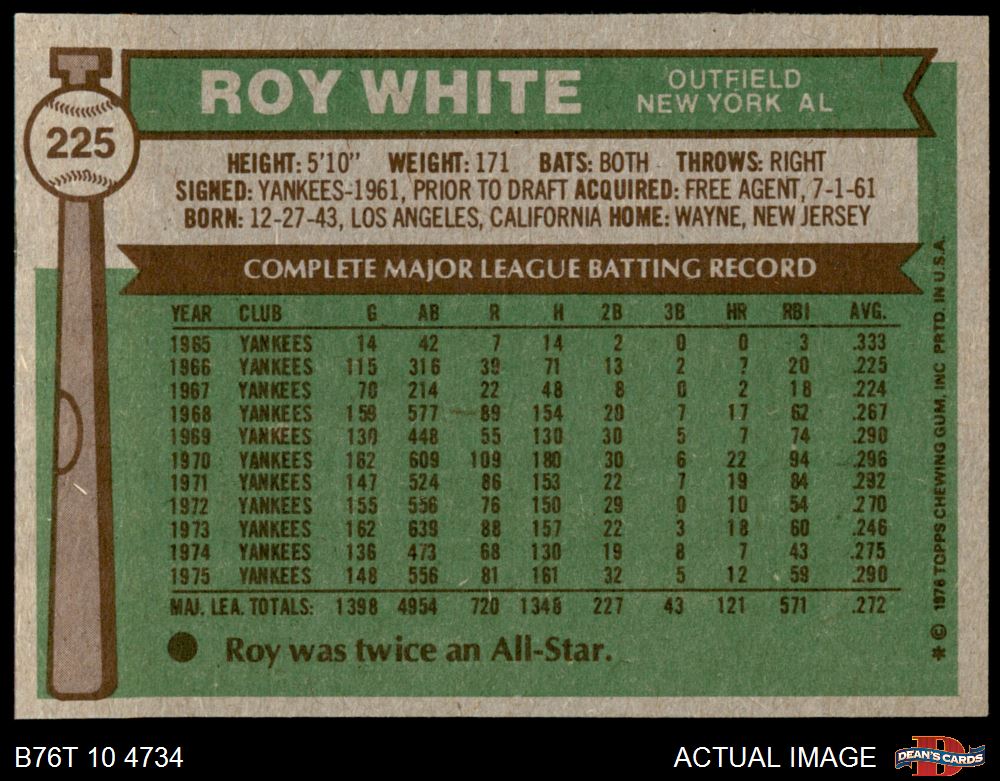 225
ROY WHITE
OUTFIELD
NEW YORK AL
HEIGHT: 5'10" WEIGHT: 171 BATS: BOTH THROWS: RIGHT
SIGNED: YANKEES-1961, PRIOR TO DRAFT ACQUIRED: FREE AGENT, 7-1-61
BORN: 12-27-43, LOS ANGELES, CALIFORNIA HOME: WAYNE, NEW JERSEY
COMPLETE MAJOR LEAGUE BATTING RECORD
YEAR CLUB G AB R H 2B 3B HR RBI AVG.
1965 YANKEES 14 42 7 14 2 0 0 3 .333
1966 YANKEES 115 316 39 71 13 2 7 20 .225
1967 YANKEES 70 214 22 48 8 0 2 18 .224
1968 YANKEES 159 577 89 154 20 7 17 62 .267
1969 YANKEES 130 448 55 130 30 5 7 74 .290
1970 YANKEES 162 609 109 180 30 6 22 94 .296
1971 YANKEES 147 524 86 153 22 7 19 84 .292
1972 YANKEES 155 556 76 150 29 0 10 54 .270
1973 YANKEES 162 639 88 157 22 3 18 60 .246
1974 YANKEES 136 473 68 130 19 8 7 43 .275
1975 YANKEES 148 556 81 161 32 5 12 59 .290
MAJ. LEA. TOTALS: 1398 4954 720 1348 227 43 121 571 .272
Roy was twice an All-Star.
* © 1976 TOPPS CHEWING GUM, INC PRTD. IN U.S.A.
B76T 10 4734
ACTUAL IMAGE
D
DEAN'S CARDS